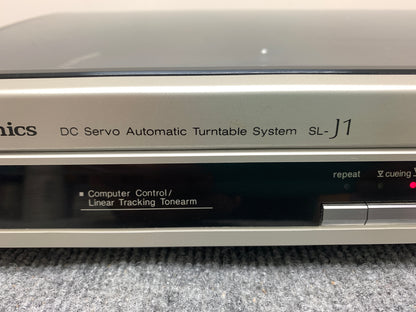 nics DC Servo Automatic Turntable System SL-J1
repeat cueing
Computer Control/
Linear Tracking Tonearm